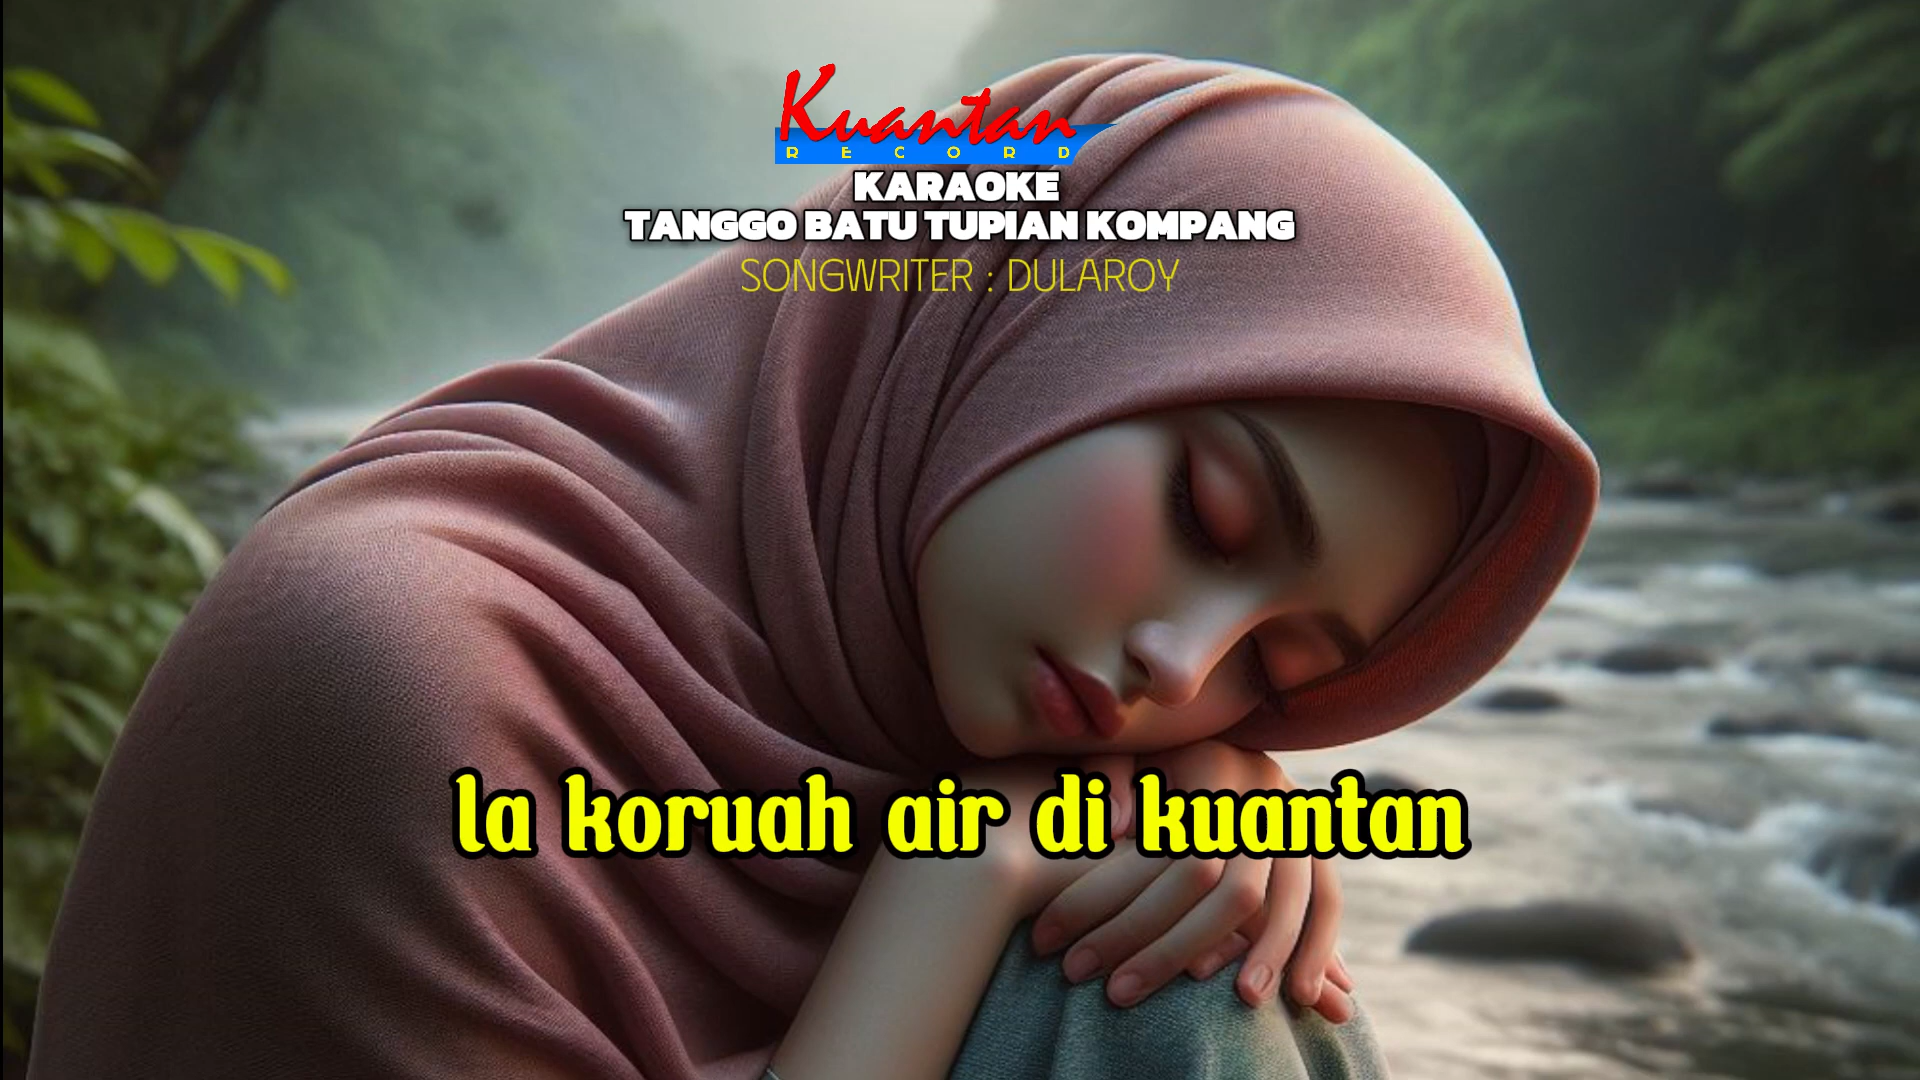 Kuantan
RECORD
KARAOKE
TANGGO BATU TUPIAN KOMPANG
SONGWRITER : DULAROY
la koruah air di kuantan